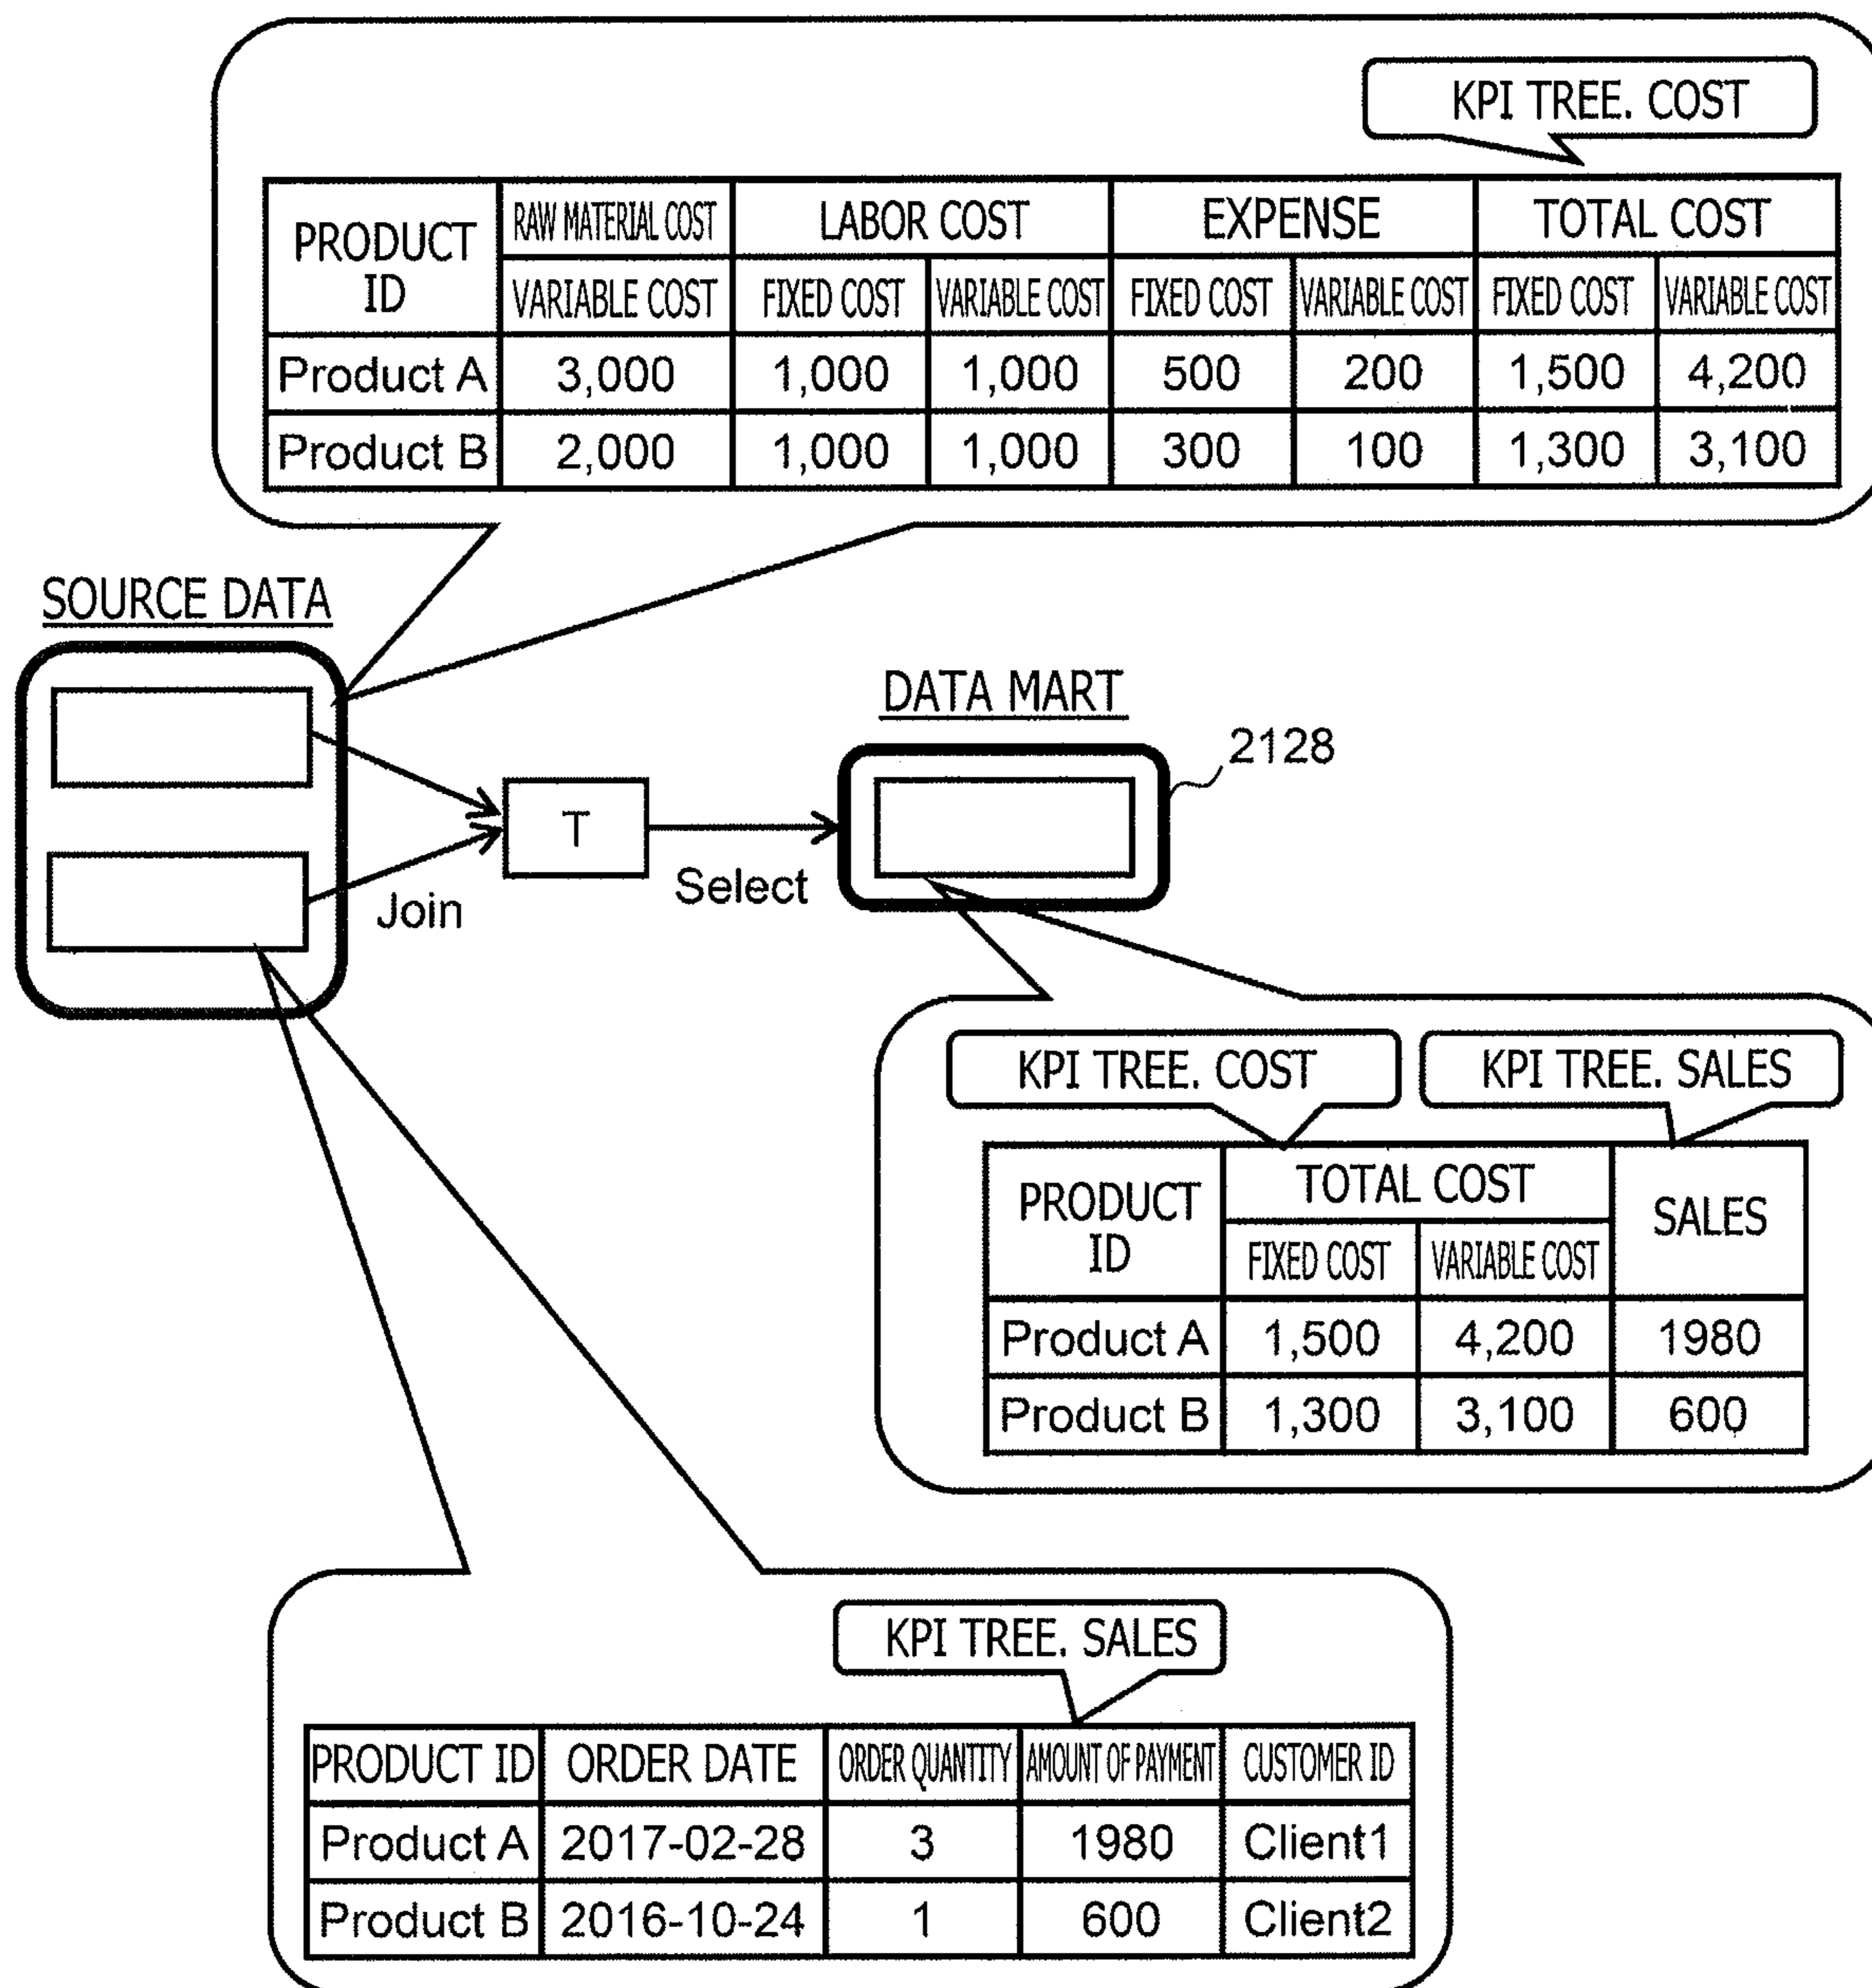 KPI TREE. COST
PRODUCT ID RAW MATERIAL COST LABOR COST EXPENSE TOTAL COST
VARIABLE COST FIXED COST VARIABLE COST FIXED COST VARIABLE COST FIXED COST VARIABLE COST
Product A 3,000 1,000 1,000 500 200 1,500 4,200
Product B 2,000 1,000 1,000 300 100 1,300 3,100
SOURCE DATA
DATA MART
2128
T
Join
Select
KPI TREE. COST KPI TREE. SALES
PRODUCT ID TOTAL COST SALES
FIXED COST VARIABLE COST
Product A 1,500 4,200 1980
Product B 1,300 3,100 600
KPI TREE. SALES
PRODUCT ID ORDER DATE ORDER QUANTITY AMOUNT OF PAYMENT CUSTOMER ID
Product A 2017-02-28 3 1980 Client1
Product B 2016-10-24 1 600 Client2